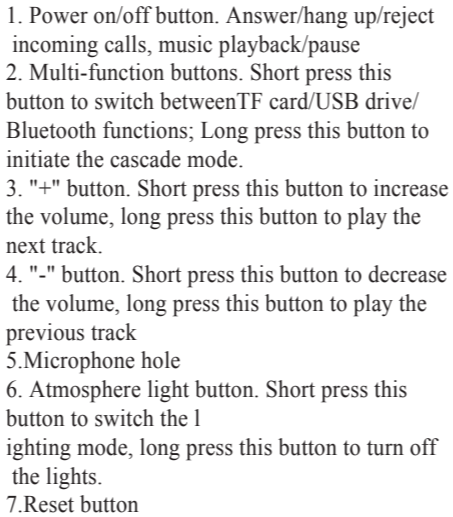 1. Power on/off button. Answer/hang up/reject
incoming calls, music playback/pause
2. Multi-function buttons. Short press this
button to switch betweenTF card/USB drive/
Bluetooth functions; Long press this button to
initiate the cascade mode.
3. "+" button. Short press this button to increase
the volume, long press this button to play the
next track.
4. "-" button. Short press this button to decrease
the volume, long press this button to play the
previous track
5.Microphone hole
6. Atmosphere light button. Short press this
button to switch the l
ighting mode, long press this button to turn off
the lights.
7.Reset button